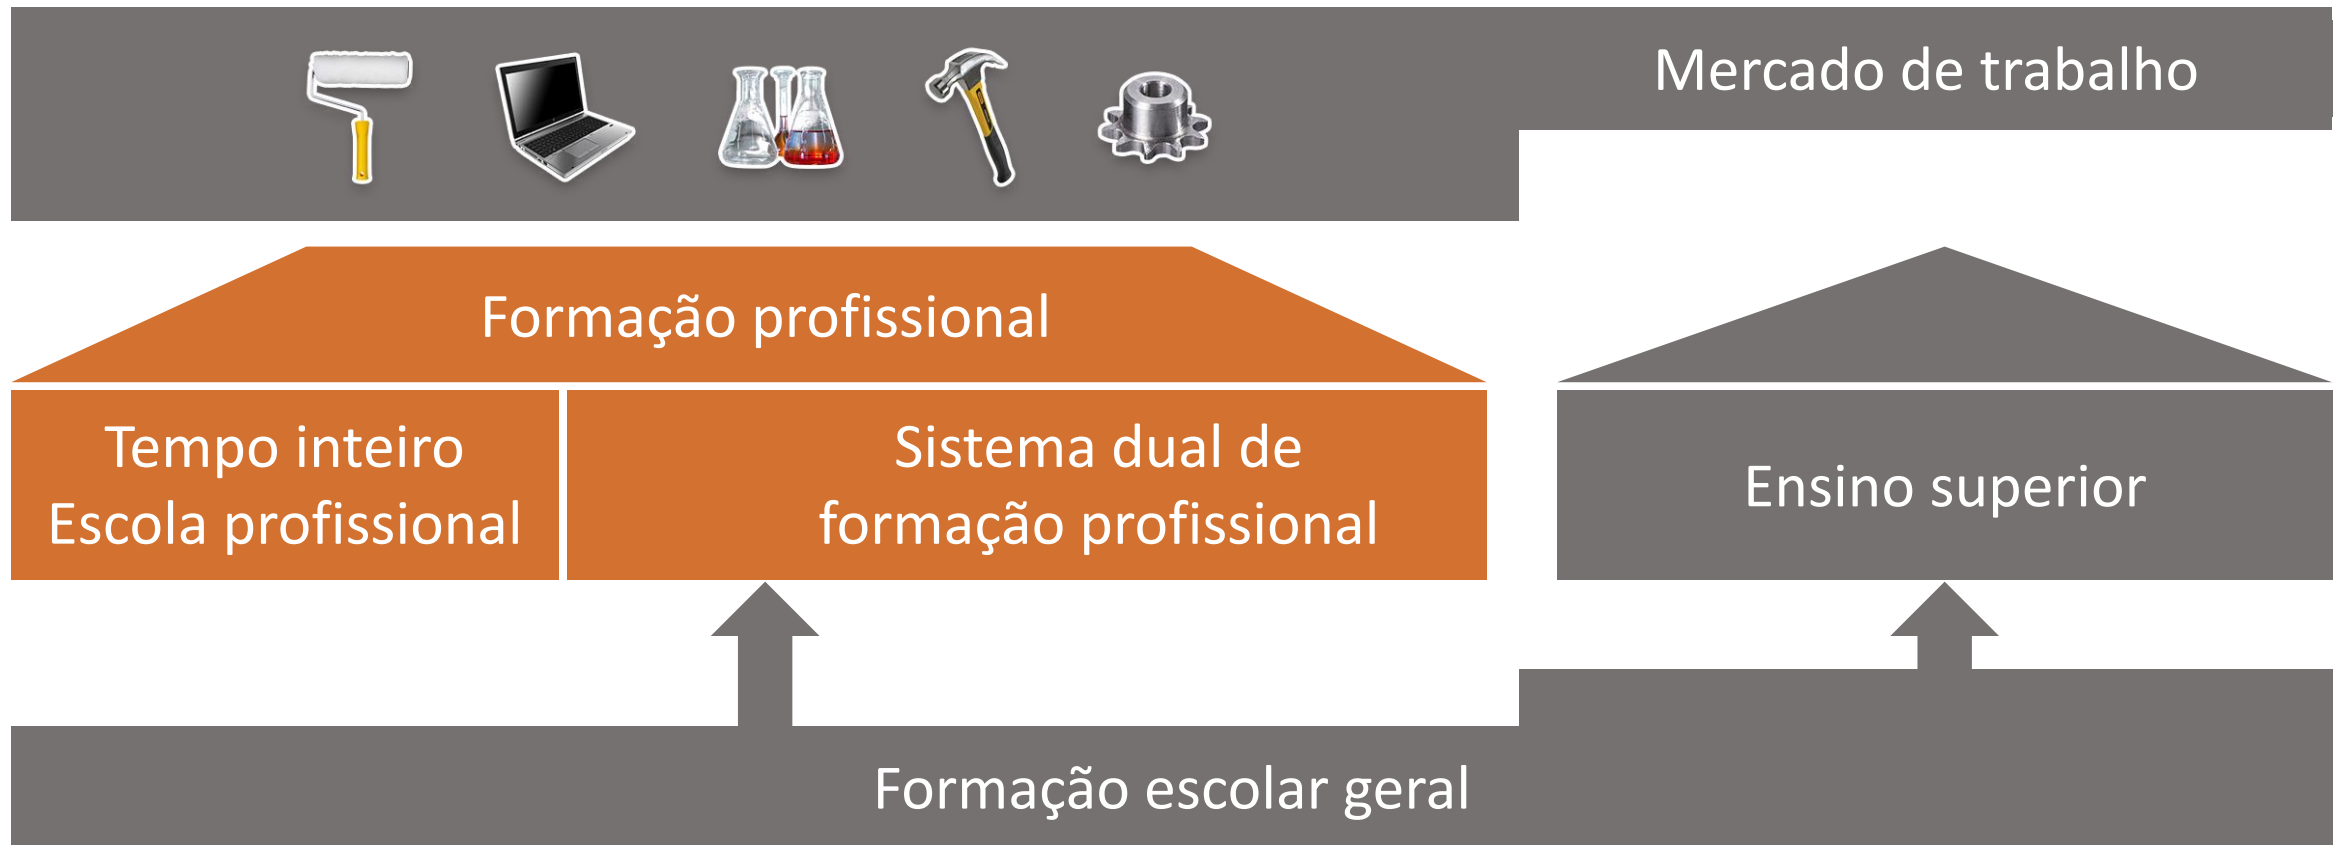 Mercado de trabalho
Formação profissional
Tempo inteiro
Escola profissional
Sistema dual de
formação profissional
Ensino superior
Formação escolar geral